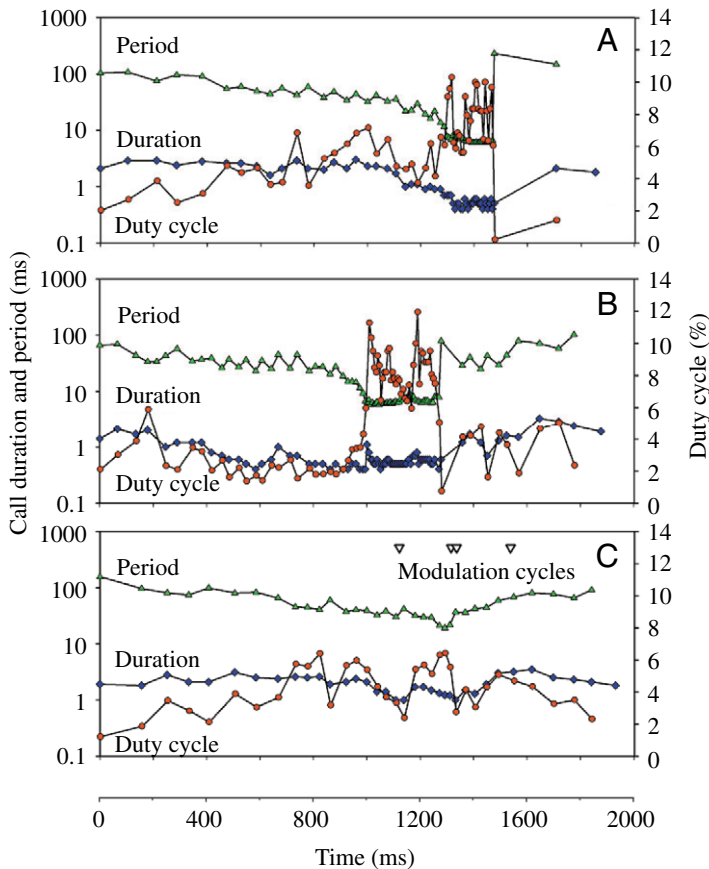 Call duration and period (ms)
Duty cycle (%)
1000
100
10
1
0.1
14
12
10
8
6
4
2
0
A
Period
Duration
Duty cycle
1000
100
10
1
0.1
14
12
10
8
6
4
2
0
B
Period
Duration
Duty cycle
1000
100
10
1
0.1
14
12
10
8
6
4
2
0
C
Period
Modulation cycles
Duration
Duty cycle
0 400 800 1200 1600 2000
Time (ms)